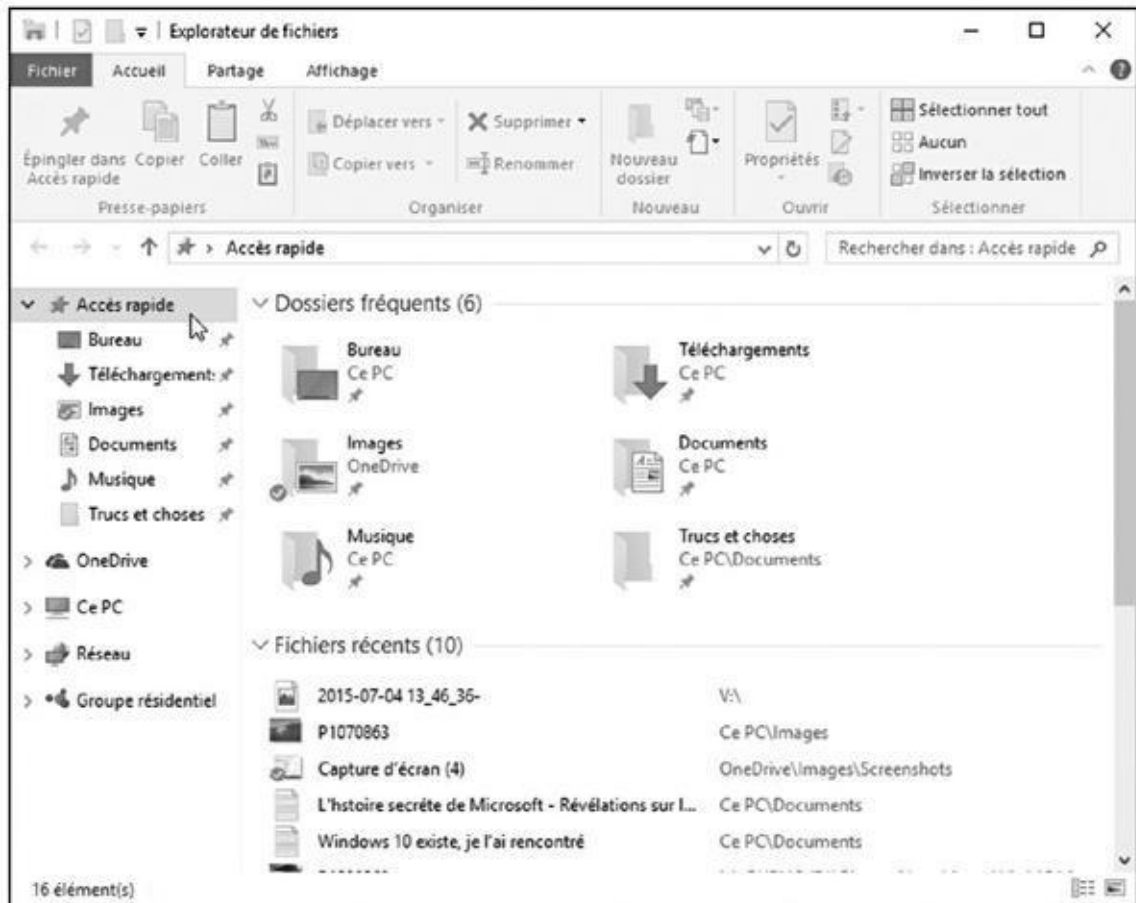 Explorateur de fichiers
Fichier Accueil Partage Affichage
Épingler dans Accès rapide
Copier
Coller
Presse-papiers
Déplacer vers
Copier vers
Supprimer
Renommer
Organiser
Nouveau dossier
Nouveau
Propriétés
Ouvrir
Sélectionner tout
Aucun
Inverser la sélection
Sélectionner
Accès rapide
Rechercher dans : Accès rapide
Accès rapide
Bureau
Téléchargement
Images
Documents
Musique
Trucs et choses
OneDrive
Ce PC
Réseau
Groupe résidentiel
Dossiers fréquents (6)
Bureau
Ce PC
Téléchargements
Ce PC
Images
OneDrive
Documents
Ce PC
Musique
Ce PC
Trucs et choses
Ce PC\Documents
Fichiers récents (10)
2015-07-04 13_46_36- V:\
P1070863 Ce PC\Images
Capture d'écran (4) OneDrive\Images\Screenshots
L'hstoire secrète de Microsoft - Révélations sur l... Ce PC\Documents
Windows 10 existe, je l'ai rencontré Ce PC\Documents
16 élément(s)